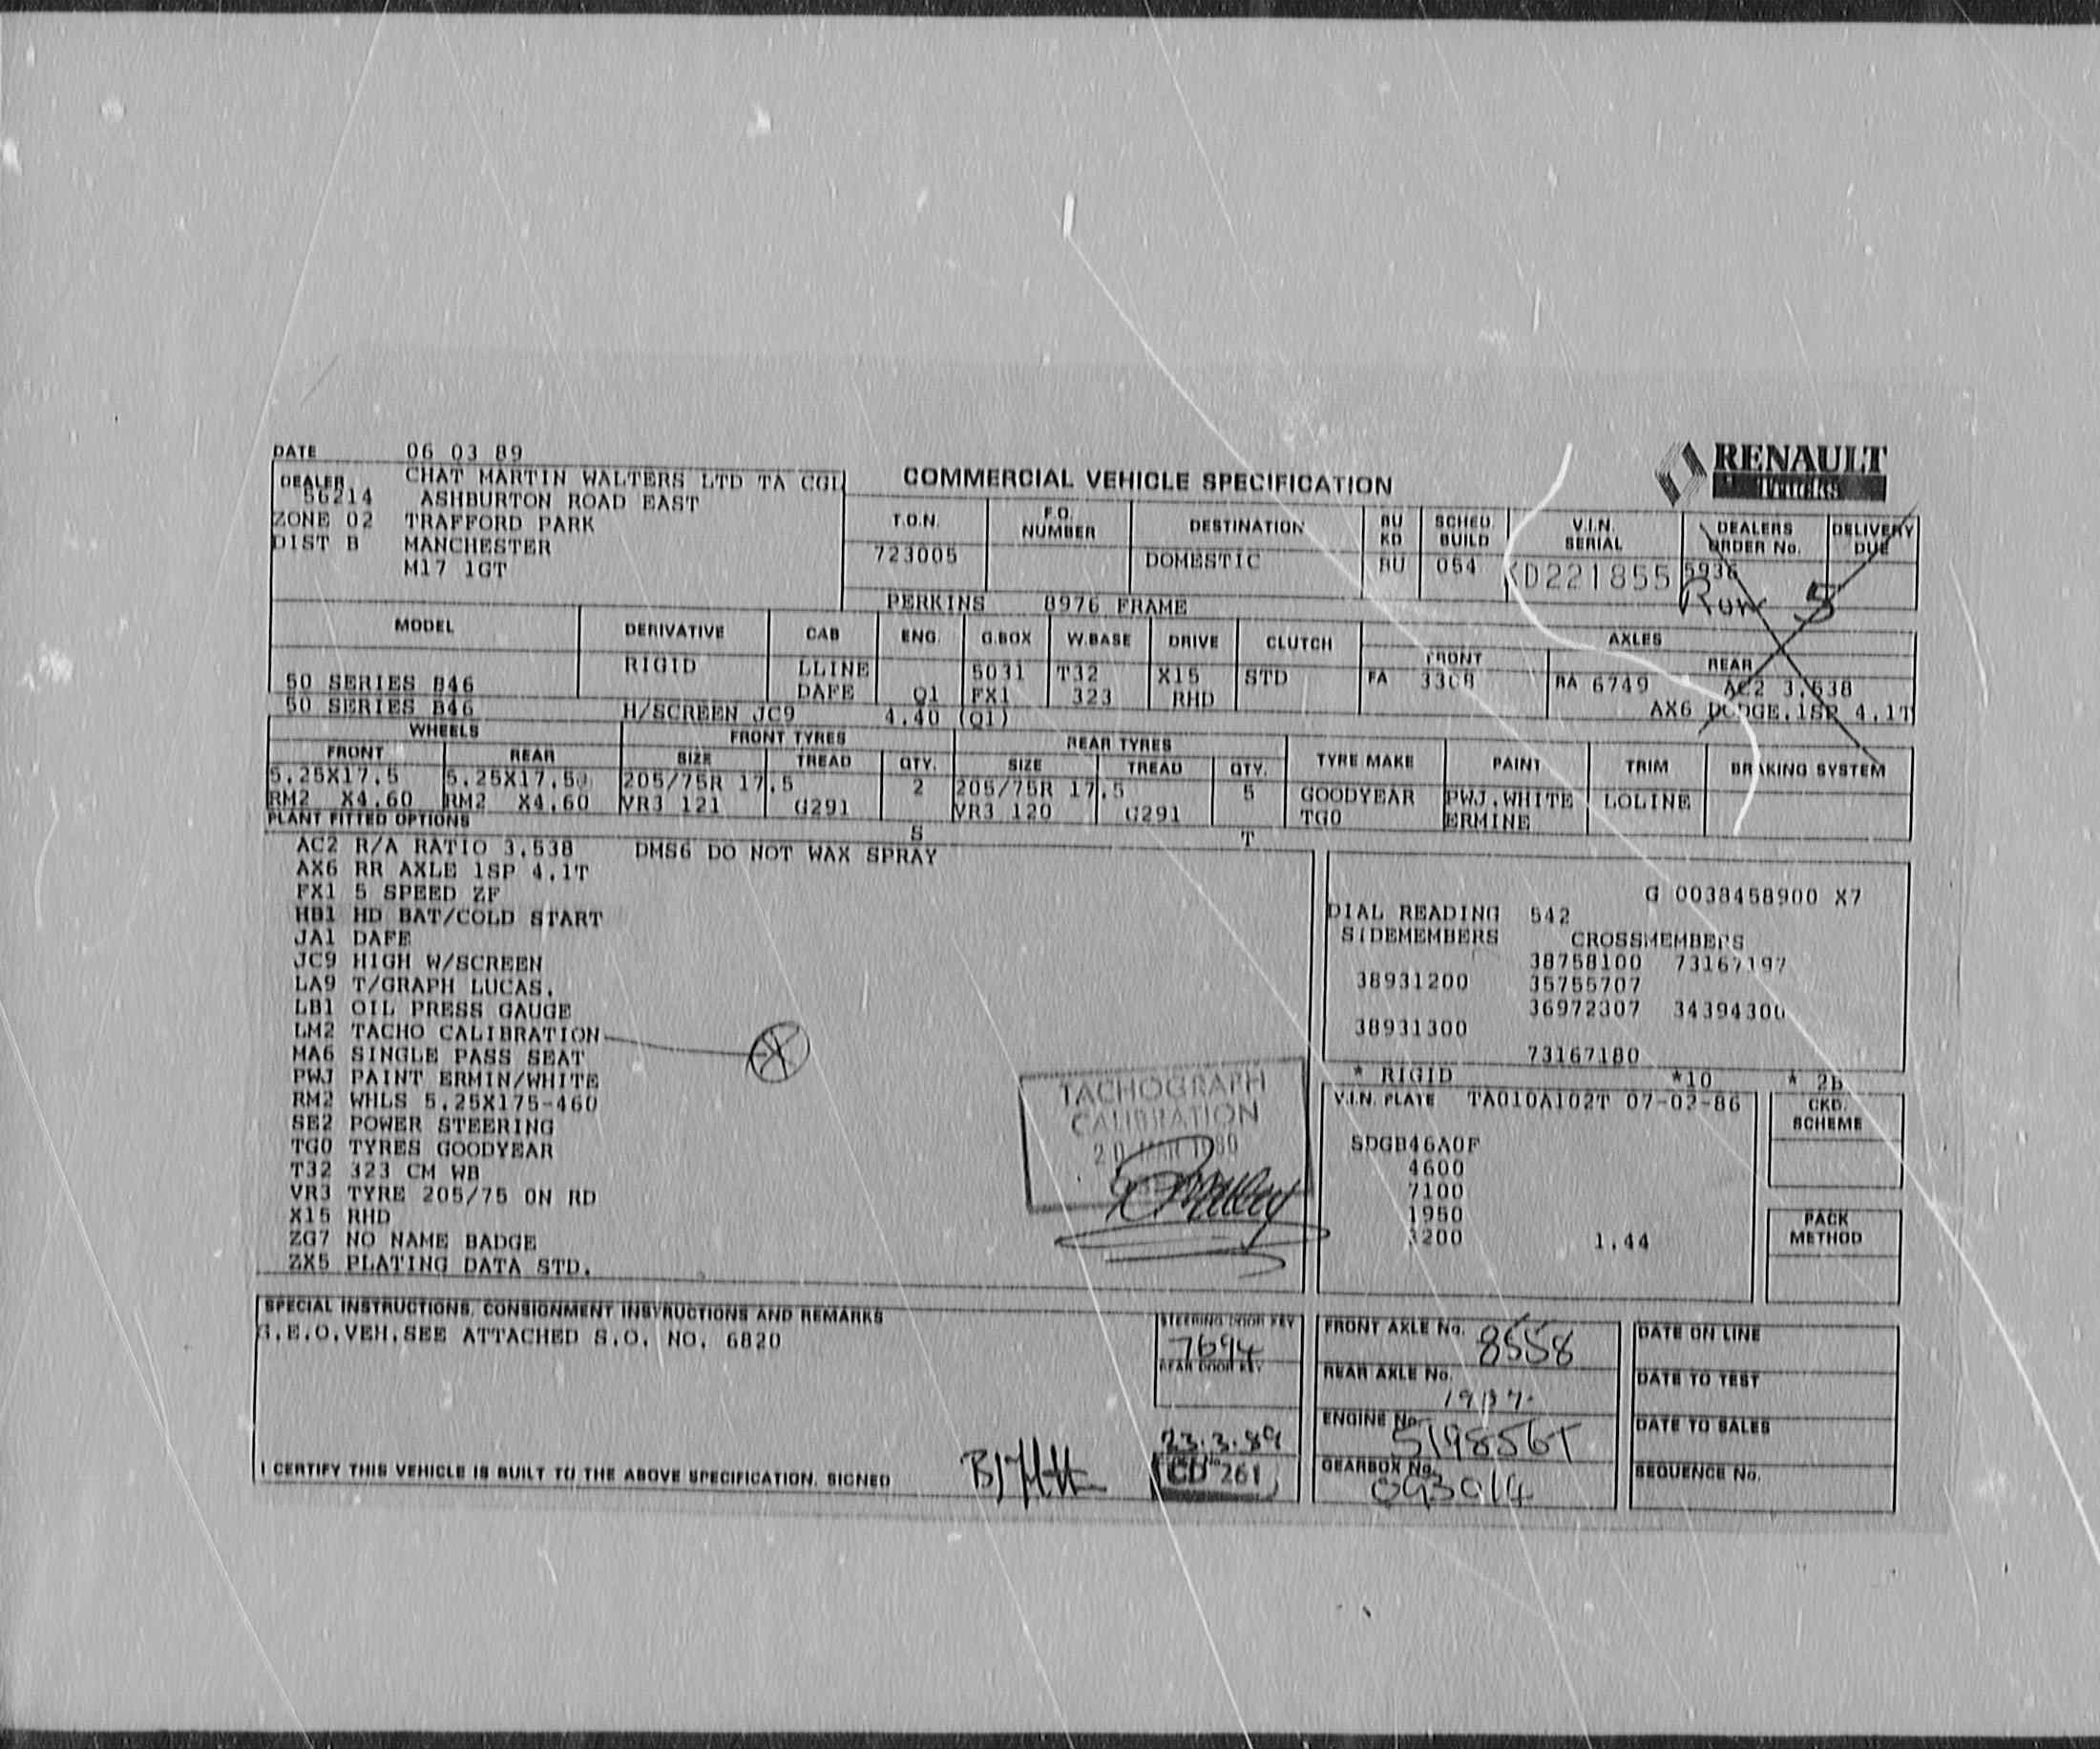 DATE 06 03 89
RENAULT
Trucks
DEALER CHAT MARTIN WALTERS LTD TA CGL
56214 ASHBURTON ROAD EAST
ZONE 02 TRAFFORD PARK
DIST B MANCHESTER
M17 1GT
COMMERCIAL VEHICLE SPECIFICATION
T.O.N. F.O. NUMBER DESTINATION BU KD SCHED BUILD V.I.N. SERIAL DEALERS ORDER No. DELIVERY DUE
723005 DOMESTIC BU 054 KD221855 5936
Row 5
PERKINS 8976 FRAME
MODEL DERIVATIVE CAB ENG. G.BOX W.BASE DRIVE CLUTCH AXLES
FRONT REAR
RIGID LLINE 5031 T32 X15 STD FA RA 6749 AC2 3.538
50 SERIES B46 DAFE Q1 FX1 323 RHD
50 SERIES B46 H/SCREEN JC9 4.40 (Q1) AX6 DODGE.1SP 4.1T
WHEELS FRONT TYRES REAR TYRES
FRONT REAR SIZE TREAD QTY. SIZE TREAD QTY. TYRE MAKE PAINT TRIM BRAKING SYSTEM
5.25X17.5 5.25X17.5 205/75R 17.5 2 205/75R 17.5 5 GOODYEAR PWJ.WHITE LOLINE
RM2 X4.60 RM2 X4.60 VR3 121 G291 VR3 120 G291 TG0 ERMINE
PLANT FITTED OPTIONS S T
AC2 R/A RATIO 3.538 DMS6 DO NOT WAX SPRAY
AX6 RR AXLE 1SP 4.1T
FX1 5 SPEED ZF
HB1 HD BAT/COLD START
JA1 DAFE
JC9 HIGH W/SCREEN
LA9 T/GRAPH LUCAS.
LB1 OIL PRESS GAUGE
LM2 TACHO CALIBRATION
MA6 SINGLE PASS SEAT
PWJ PAINT ERMIN/WHITE
RM2 WHLS 5.25X175-460
SE2 POWER STEERING
TG0 TYRES GOODYEAR
T32 323 CM WB
VR3 TYRE 205/75 ON RD
X15 RHD
ZG7 NO NAME BADGE
ZX5 PLATING DATA STD.
TACHOGRAPH
CALIBRATION
G 0038458900 X7
DIAL READING 542
SIDEMEMBERS CROSSMEMBERS
38758100 73167197
38931200 35755707
36972307 34394300
38931300
73167180
* RIGID *10 * 2B
V.I.N. PLATE TA010A102T 07-02-86
SDGB46A0F
4600
7100
1950
3200 1.44
CKD. SCHEME
PACK METHOD
SPECIAL INSTRUCTIONS, CONSIGNMENT INSTRUCTIONS AND REMARKS
S.E.O.VEH.SEE ATTACHED S.O. NO. 6820
I CERTIFY THIS VEHICLE IS BUILT TO THE ABOVE SPECIFICATION. SIGNED
STEERING DOOR KEY
7694
REAR DOOR KEY
23.3.89
CD 261
FRONT AXLE No. 8558
REAR AXLE No.
ENGINE No.
GEARBOX No.
DATE ON LINE
DATE TO TEST
DATE TO SALES
SEQUENCE No.